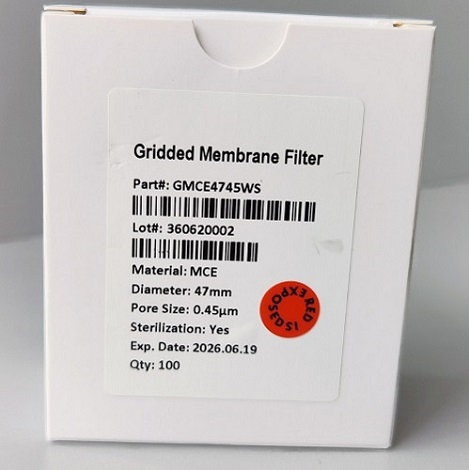 Gridded Membrane Filter
Part#: GMCE4745WS
Lot#: 360620002
Material: MCE
Diameter: 47mm
Pore Size: 0.45μm
Sterilization: Yes
Exp. Date: 2026.06.19
Qty: 100
RED IS EXPOSED